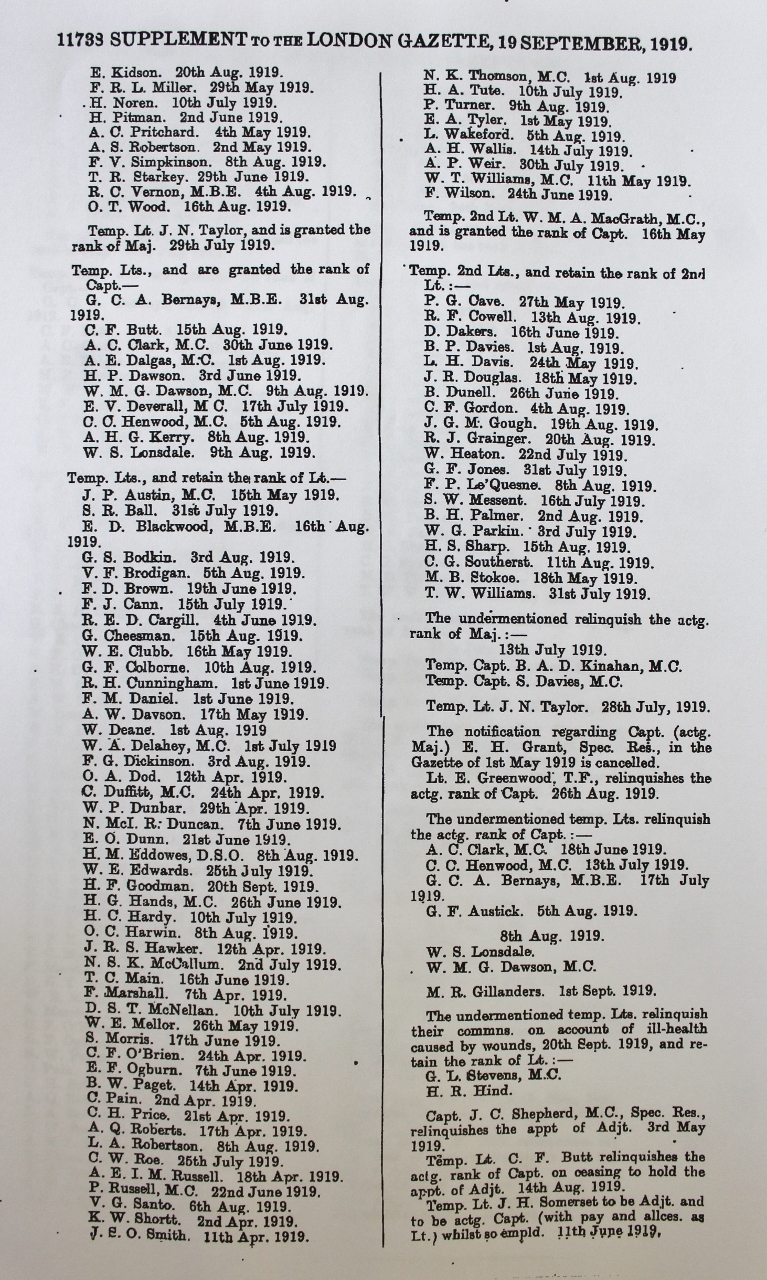 11733 SUPPLEMENT TO THE LONDON GAZETTE, 19 SEPTEMBER, 1919.
E. Kidson. 20th Aug. 1919.
F. R. L. Miller. 29th May 1919.
H. Noren. 10th July 1919.
H. Pitman. 2nd June 1919.
A. C. Pritchard. 4th May 1919.
A. S. Robertson. 2nd May 1919.
F. V. Simpkinson. 8th Aug. 1919.
T. R. Starkey. 29th June 1919.
R. C. Vernon, M.B.E. 4th Aug. 1919.
O. T. Wood. 16th Aug. 1919.
Temp. Lt. J. N. Taylor, and is granted the
rank of Maj. 29th July 1919.
Temp. Lts., and are granted the rank of
Capt.—
G. C. A. Bernays, M.B.E. 31st Aug.
1919.
C. F. Butt. 15th Aug. 1919.
A. C. Clark, M.C. 30th June 1919.
A. E. Dalgas, M.C. 1st Aug. 1919.
H. P. Dawson. 3rd June 1919.
W. M. G. Dawson, M.C. 9th Aug. 1919.
E. V. Deverall, M C. 17th July 1919.
C. C. Henwood, M.C. 5th Aug. 1919.
A. H. G. Kerry. 8th Aug. 1919.
W. S. Lonsdale. 9th Aug. 1919.
Temp. Lts., and retain the rank of Lt.—
J. P. Austin, M.C. 15th May 1919.
S. R. Ball. 31st July 1919.
E. D. Blackwood, M.B.E. 16th Aug.
1919.
G. S. Bodkin. 3rd Aug. 1919.
V. F. Brodigan. 5th Aug. 1919.
F. D. Brown. 19th June 1919.
F. J. Cann. 15th July 1919.
R. E. D. Cargill. 4th June 1919.
G. Cheesman. 15th Aug. 1919.
W. E. Clubb. 16th May 1919.
G. F. Colborne. 10th Aug. 1919.
R. H. Cunningham. 1st June 1919.
F. M. Daniel. 1st June 1919.
A. W. Davson. 17th May 1919.
W. Deane. 1st Aug. 1919
W. A. Delahey, M.C. 1st July 1919
F. G. Dickinson. 3rd Aug. 1919.
O. A. Dod. 12th Apr. 1919.
C. Duffitt, M.C. 24th Apr. 1919.
W. P. Dunbar. 29th Apr. 1919.
N. McI. R. Duncan. 7th June 1919.
E. O. Dunn. 21st June 1919.
H. M. Eddowes, D.S.O. 8th Aug. 1919.
W. E. Edwards. 25th July 1919.
H. F. Goodman. 20th Sept. 1919.
H. G. Hands, M.C. 26th June 1919.
H. C. Hardy. 10th July 1919.
O. C. Harwin. 8th Aug. 1919.
J. R. S. Hawker. 12th Apr. 1919.
N. S. K. McCallum. 2nd July 1919.
T. C. Main. 16th June 1919.
F. Marshall. 7th Apr. 1919.
D. S. T. McNellan. 10th July 1919.
W. E. Mellor. 26th May 1919.
S. Morris. 17th June 1919.
C. F. O'Brien. 24th Apr. 1919.
E. F. Ogburn. 7th June 1919.
B. W. Paget. 14th Apr. 1919.
C. Pain. 2nd Apr. 1919.
C. H. Price. 21st Apr. 1919.
A. Q. Roberts. 17th Apr. 1919.
L. A. Robertson. 8th Aug. 1919.
C. W. Roe. 25th July 1919.
A. E. I. M. Russell. 18th Apr. 1919.
P. Russell, M.C. 22nd June 1919.
V. G. Santo. 6th Aug. 1919.
K. W. Shortt. 2nd Apr. 1919.
J. S. O. Smith. 11th Apr. 1919.
N. K. Thomson, M.C. 1st Aug. 1919
H. A. Tute. 10th July 1919.
P. Turner. 9th Aug. 1919.
E. A. Tyler. 1st May 1919.
L. Wakeford. 5th Aug. 1919.
A. H. Wallis. 14th July 1919.
A. P. Weir. 30th July 1919.
W. T. Williams, M.C. 11th May 1919.
F. Wilson. 24th June 1919.
Temp. 2nd Lt. W. M. A. MacGrath, M.C.,
and is granted the rank of Capt. 16th May
1919.
Temp. 2nd Lts., and retain the rank of 2nd
Lt.:—
P. G. Cave. 27th May 1919.
R. F. Cowell. 13th Aug. 1919.
D. Dakers. 16th June 1919.
B. P. Davies. 1st Aug. 1919.
L. H. Davis. 24th May 1919.
J. R. Douglas. 18th May 1919.
B. Dunell. 26th June 1919.
C. F. Gordon. 4th Aug. 1919.
J. G. M. Gough. 19th Aug. 1919.
R. J. Grainger. 20th Aug. 1919.
W. Heaton. 22nd July 1919.
G. F. Jones. 31st July 1919.
F. P. Le'Quesne. 8th Aug. 1919.
S. W. Messent. 16th July 1919.
B. H. Palmer. 2nd Aug. 1919.
W. G. Parkin. 3rd July 1919.
H. S. Sharp. 15th Aug. 1919.
C. G. Southerst. 11th Aug. 1919.
M. B. Stokoe. 18th May 1919.
T. W. Williams. 31st July 1919.
The undermentioned relinquish the actg.
rank of Maj.:—
13th July 1919.
Temp. Capt. B. A. D. Kinahan, M.C.
Temp. Capt. S. Davies, M.C.
Temp. Lt. J. N. Taylor. 28th July, 1919.
The notification regarding Capt. (actg.
Maj.) E. H. Grant, Spec. Res., in the
Gazette of 1st May 1919 is cancelled.
Lt. E. Greenwood, T.F., relinquishes the
actg. rank of Capt. 26th Aug. 1919.
The undermentioned temp. Lts. relinquish
the actg. rank of Capt.:—
A. C. Clark, M.C. 18th June 1919.
C. C. Henwood, M.C. 13th July 1919.
G. C. A. Bernays, M.B.E. 17th July
1919.
G. F. Austick. 5th Aug. 1919.
8th Aug. 1919.
W. S. Lonsdale.
W. M. G. Dawson, M.C.
M. R. Gillanders. 1st Sept. 1919.
The undermentioned temp. Lts. relinquish
their commns. on account of ill-health
caused by wounds, 20th Sept. 1919, and re-
tain the rank of Lt.:—
G. L. Stevens, M.C.
H. R. Hind.
Capt. J. C. Shepherd, M.C., Spec. Res.,
relinquishes the appt of Adjt. 3rd May
1919.
Temp. Lt. C. F. Butt relinquishes the
actg. rank of Capt. on ceasing to hold the
appt. of Adjt. 14th Aug. 1919.
Temp. Lt. J. H. Somerset to be Adjt. and
to be actg. Capt. (with pay and allces. as
Lt.) whilst so empld. 11th June 1919.